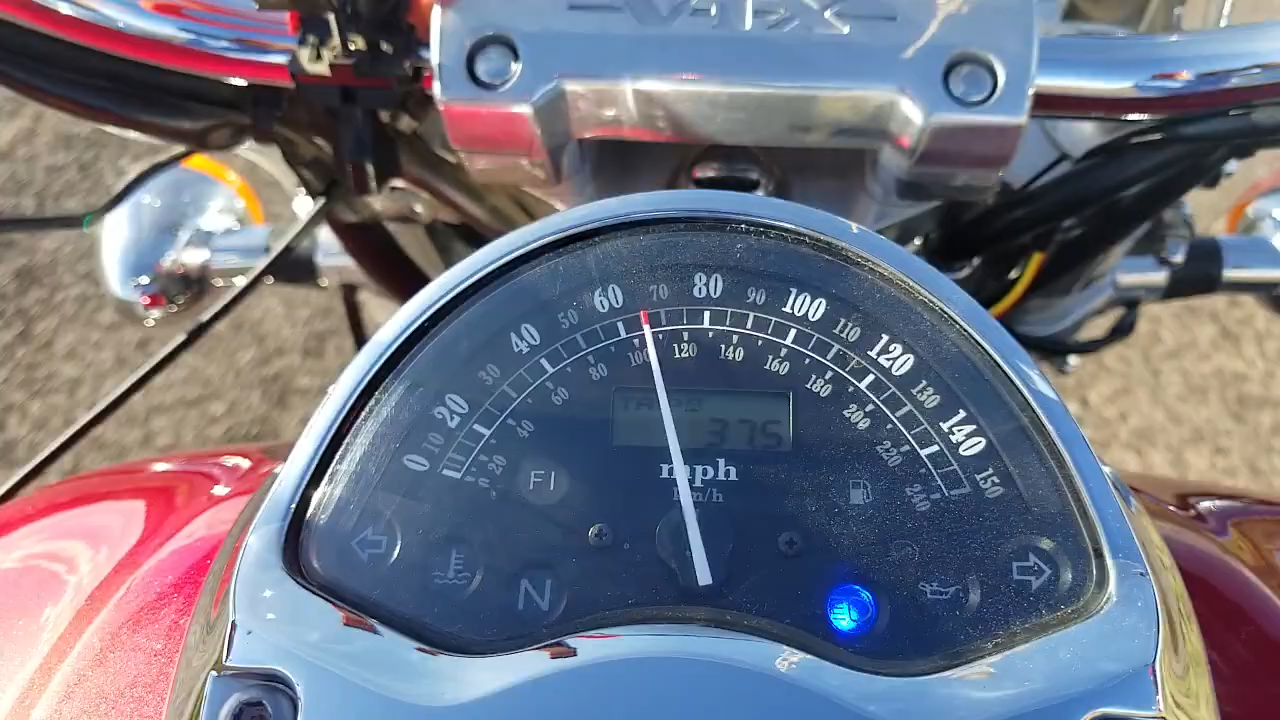 VTX
0 10 20 30 40 50 60 70 80 90 100 110 120 130 140 150
20 40 60 80 100 120 140 160 180 200 220 240
TRIP 2
375
mph
km/h
FI
N